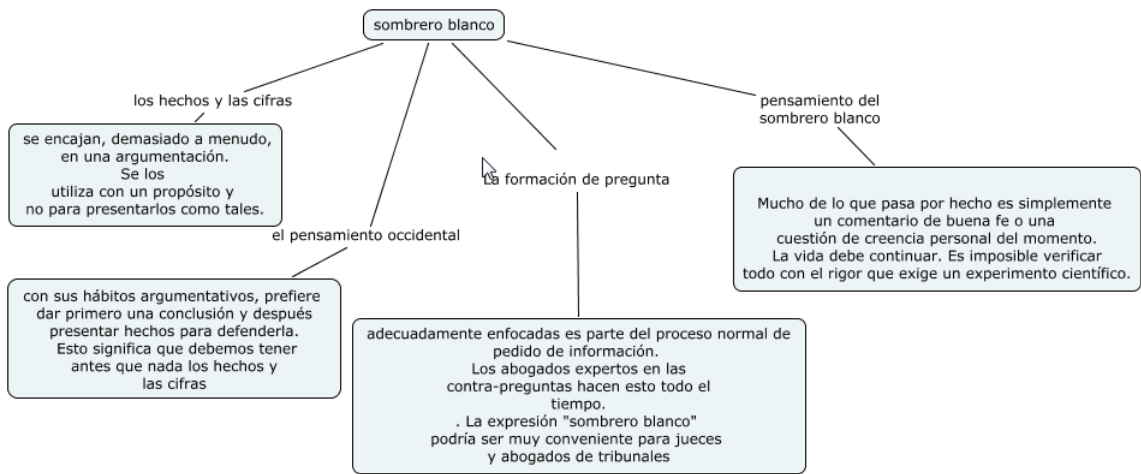 sombrero blanco
los hechos y las cifras
se encajan, demasiado a menudo,
en una argumentación.
Se los
utiliza con un propósito y
no para presentarlos como tales.
el pensamiento occidental
con sus hábitos argumentativos, prefiere
dar primero una conclusión y después
presentar hechos para defenderla.
Esto significa que debemos tener
antes que nada los hechos y
las cifras
La formación de pregunta
adecuadamente enfocadas es parte del proceso normal de
pedido de información.
Los abogados expertos en las
contra-preguntas hacen esto todo el
tiempo.
. La expresión "sombrero blanco"
podría ser muy conveniente para jueces
y abogados de tribunales
pensamiento del
sombrero blanco
Mucho de lo que pasa por hecho es simplemente
un comentario de buena fe o una
cuestión de creencia personal del momento.
La vida debe continuar. Es imposible verificar
todo con el rigor que exige un experimento científico.